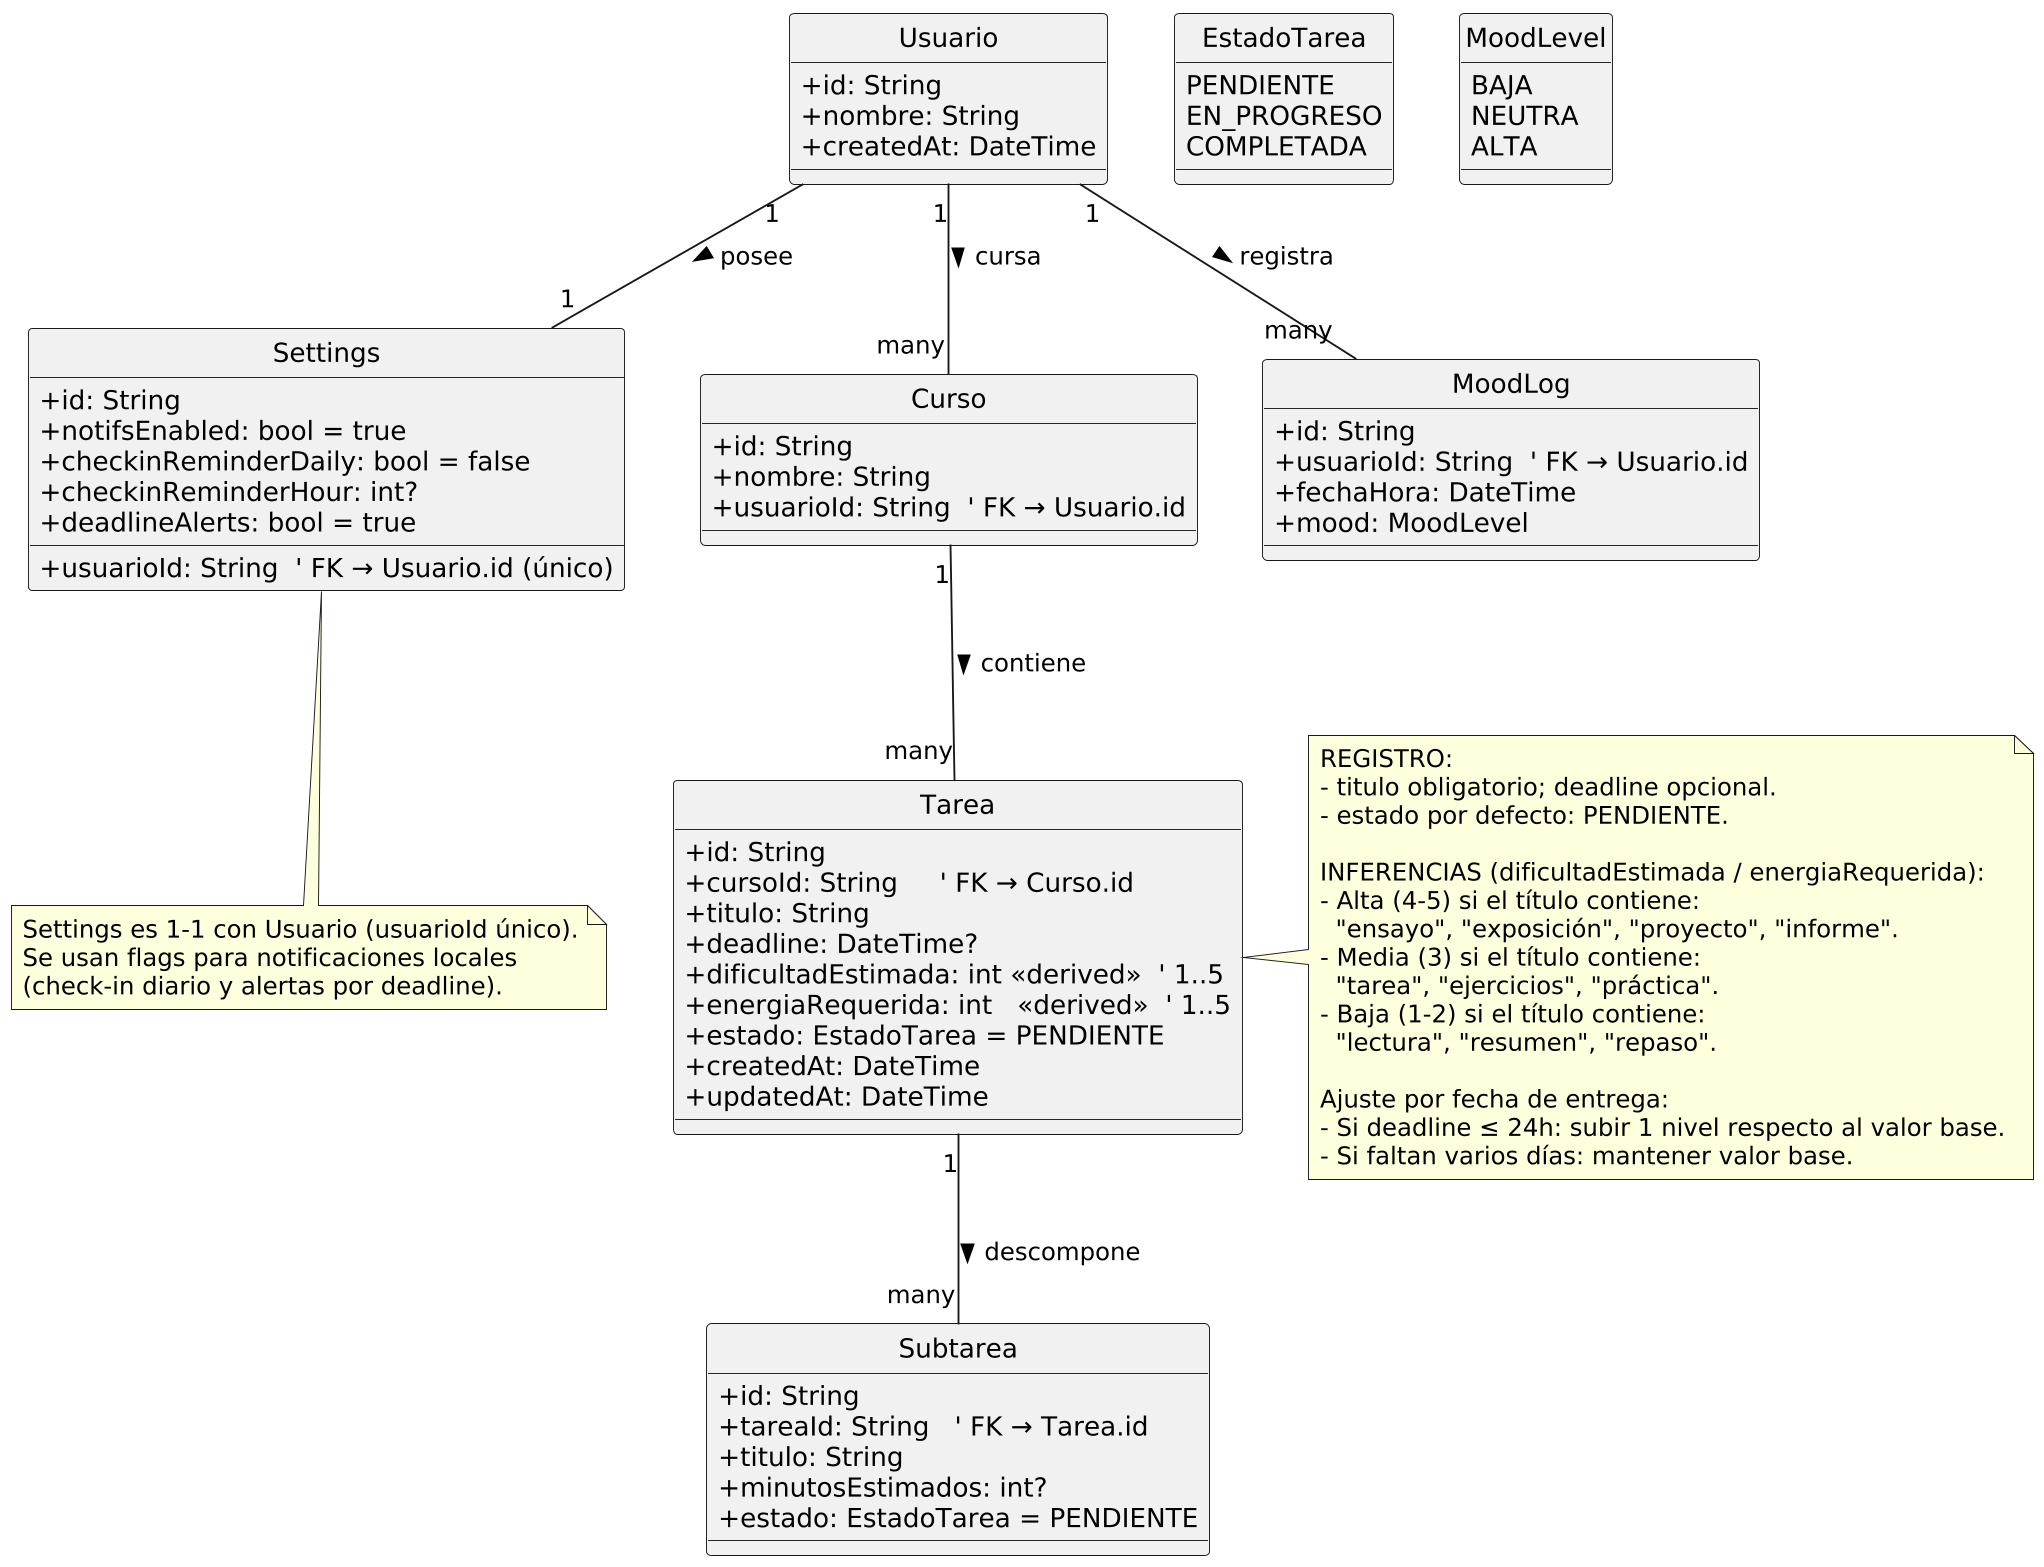 Usuario
+id: String
+nombre: String
+createdAt: DateTime
EstadoTarea
PENDIENTE
EN_PROGRESO
COMPLETADA
MoodLevel
BAJA
NEUTRA
ALTA
1
1
1
posee
cursa
registra
1
many
many
Settings
+id: String
+notifsEnabled: bool = true
+checkinReminderDaily: bool = false
+checkinReminderHour: int?
+deadlineAlerts: bool = true
+usuarioId: String  ' FK → Usuario.id (único)
Curso
+id: String
+nombre: String
+usuarioId: String  ' FK → Usuario.id
MoodLog
+id: String
+usuarioId: String  ' FK → Usuario.id
+fechaHora: DateTime
+mood: MoodLevel
1
contiene
many
Settings es 1-1 con Usuario (usuarioId único).
Se usan flags para notificaciones locales
(check-in diario y alertas por deadline).
Tarea
+id: String
+cursoId: String     ' FK → Curso.id
+titulo: String
+deadline: DateTime?
+dificultadEstimada: int «derived»  ' 1..5
+energiaRequerida: int   «derived»  ' 1..5
+estado: EstadoTarea = PENDIENTE
+createdAt: DateTime
+updatedAt: DateTime
REGISTRO:
- titulo obligatorio; deadline opcional.
- estado por defecto: PENDIENTE.
INFERENCIAS (dificultadEstimada / energiaRequerida):
- Alta (4-5) si el título contiene:
"ensayo", "exposición", "proyecto", "informe".
- Media (3) si el título contiene:
"tarea", "ejercicios", "práctica".
- Baja (1-2) si el título contiene:
"lectura", "resumen", "repaso".
Ajuste por fecha de entrega:
- Si deadline ≤ 24h: subir 1 nivel respecto al valor base.
- Si faltan varios días: mantener valor base.
1
descompone
many
Subtarea
+id: String
+tareaId: String   ' FK → Tarea.id
+titulo: String
+minutosEstimados: int?
+estado: EstadoTarea = PENDIENTE